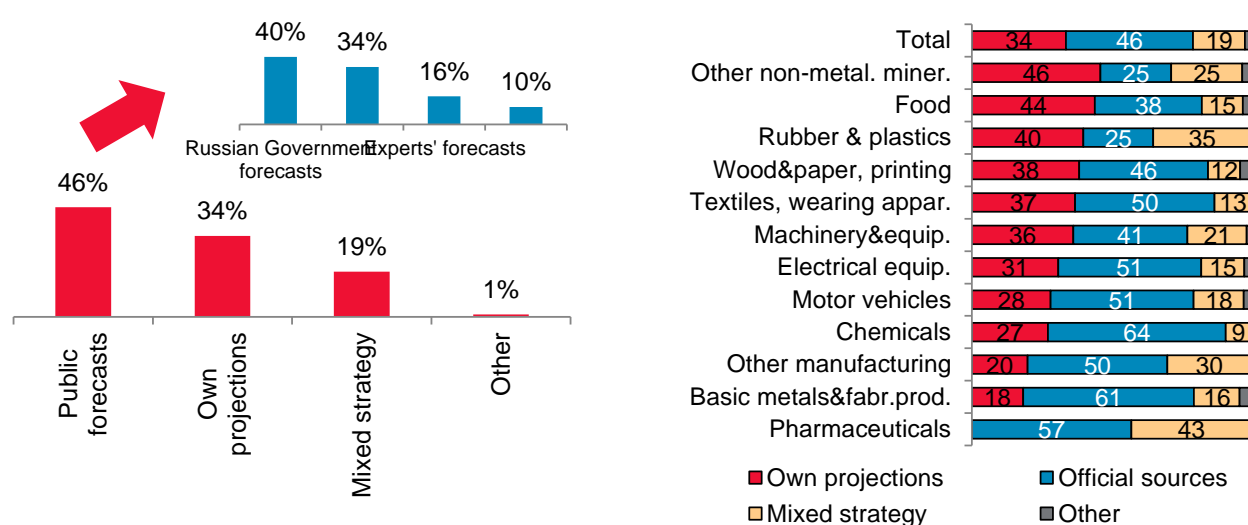 40%
34%
16%
10%
Russian Government
forecasts
Experts' forecasts
46%
34%
19%
1%
Public
forecasts
Own
projections
Mixed strategy
Other
Total 34 46 19
Other non-metal. miner. 46 25 25
Food 44 38 15
Rubber & plastics 40 25 35
Wood&paper, printing 38 46 12
Textiles, wearing appar. 37 50 13
Machinery&equip. 36 41 21
Electrical equip. 31 51 15
Motor vehicles 28 51 18
Chemicals 27 64 9
Other manufacturing 20 50 30
Basic metals&fabr.prod. 18 61 16
Pharmaceuticals 57 43
Own projections
Official sources
Mixed strategy
Other